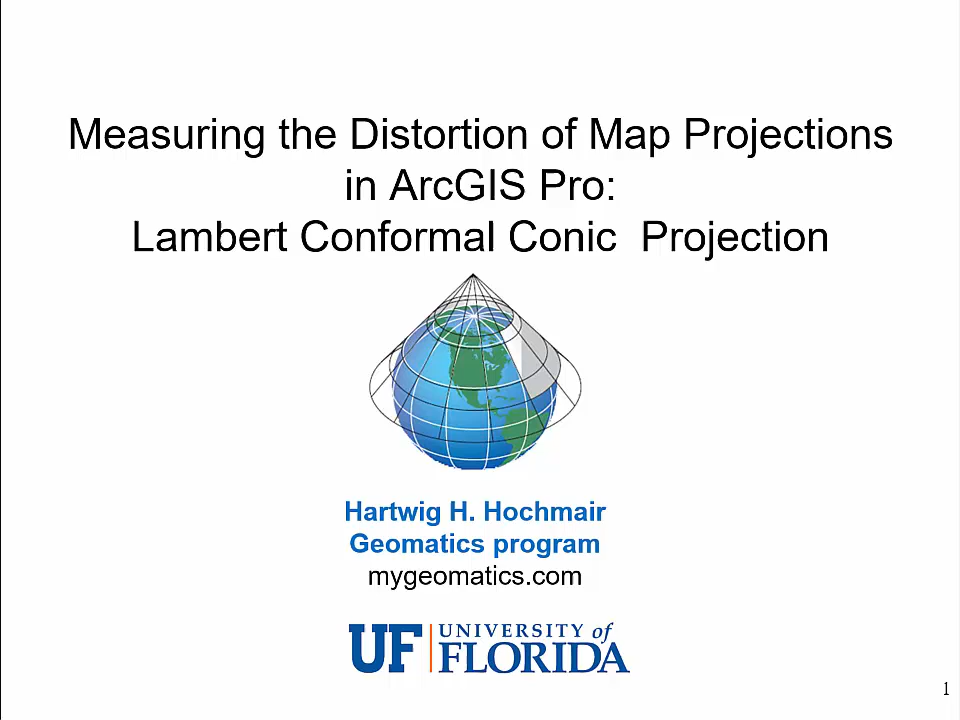 Measuring the Distortion of Map Projections
in ArcGIS Pro:
Lambert Conformal Conic Projection
Hartwig H. Hochmair
Geomatics program
mygeomatics.com
UF UNIVERSITY of
FLORIDA
1